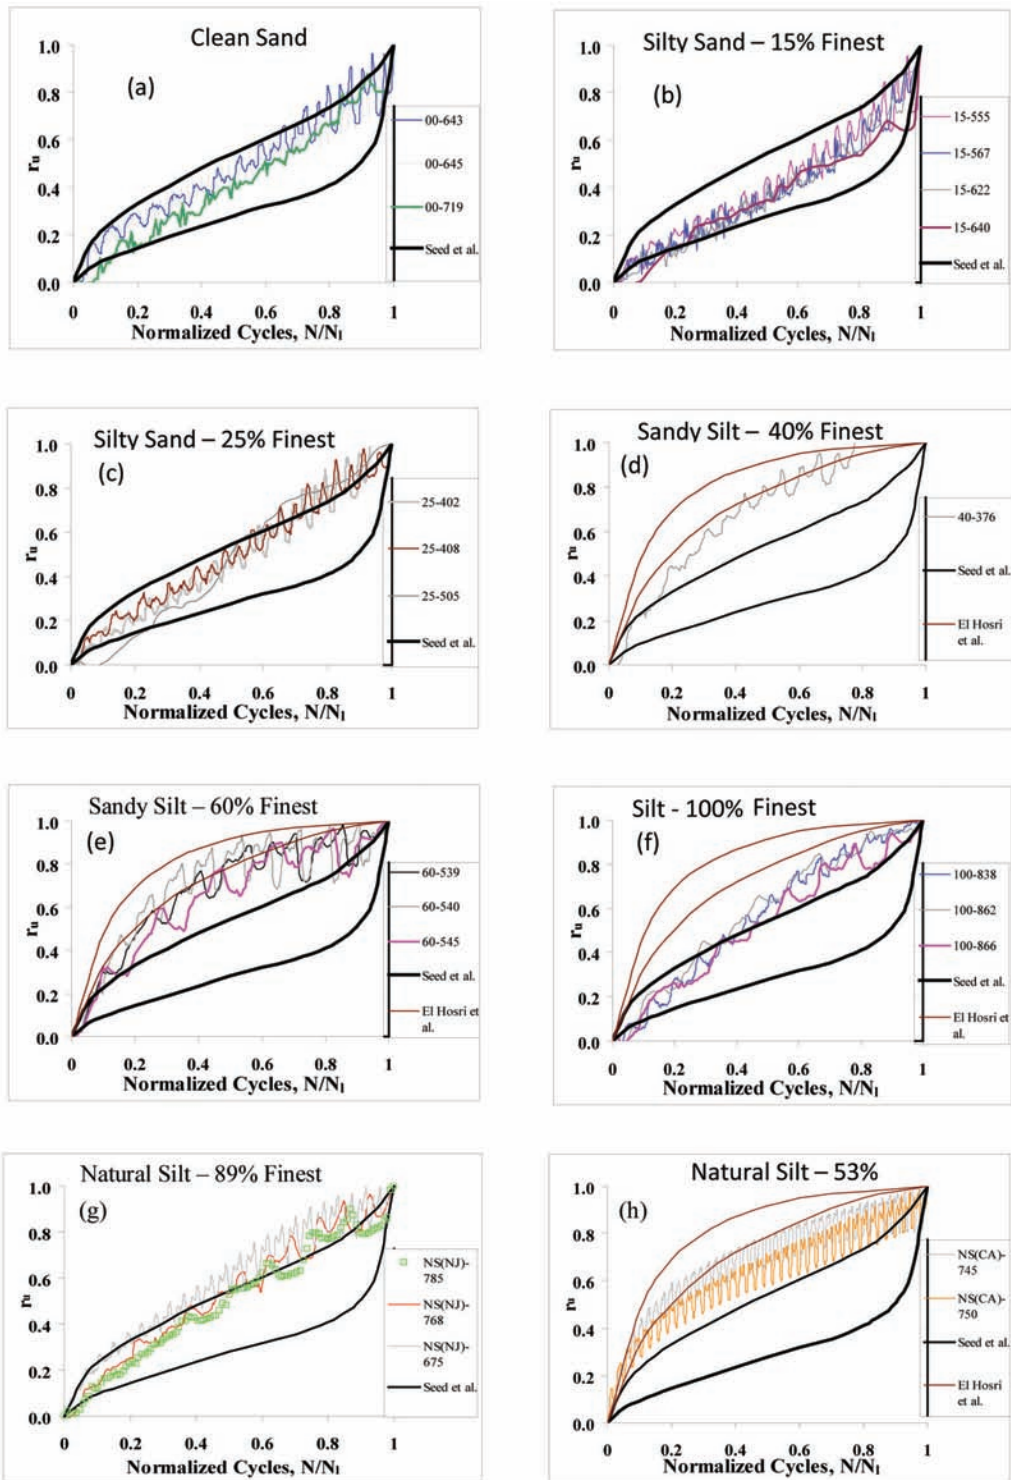 Clean Sand
(a)
1.0
0.8
0.6
0.4
0.2
0.0
ru
0 0.2 0.4 0.6 0.8 1
Normalized Cycles, N/Nl
00-643
00-645
00-719
Seed et al.
Silty Sand – 15% Finest
(b)
1.0
0.8
0.6
0.4
0.2
0.0
ru
0 0.2 0.4 0.6 0.8 1
Normalized Cycles, N/Nl
15-555
15-567
15-622
15-640
Seed et al.
Silty Sand – 25% Finest
(c)
1.0
0.8
0.6
0.4
0.2
0.0
ru
0 0.2 0.4 0.6 0.8 1
Normalized Cycles, N/Nl
25-402
25-408
25-505
Seed et al.
Sandy Silt – 40% Finest
(d)
1.0
0.8
0.6
0.4
0.2
0.0
ru
0 0.2 0.4 0.6 0.8 1
Normalized Cycles, N/Nl
40-376
Seed et al.
El Hosri
et al.
Sandy Silt – 60% Finest
(e)
1.0
0.8
0.6
0.4
0.2
0.0
ru
0 0.2 0.4 0.6 0.8 1
Normalized Cycles, N/Nl
60-539
60-540
60-545
Seed et al.
El Hosri et
al.
Silt - 100% Finest
(f)
1.0
0.8
0.6
0.4
0.2
0.0
ru
0 0.2 0.4 0.6 0.8 1
Normalized Cycles, N/Nl
100-838
100-862
100-866
Seed et al.
El Hosri et
al.
Natural Silt – 89% Finest
(g)
1.0
0.8
0.6
0.4
0.2
0.0
ru
0 0.2 0.4 0.6 0.8 1
Normalized Cycles, N/Nl
NS(NJ)-
785
NS(NJ)-
768
NS(NJ)-
675
Seed et al.
Natural Silt – 53%
(h)
1.0
0.8
0.6
0.4
0.2
0.0
ru
0 0.2 0.4 0.6 0.8 1
Normalized Cycles, N/Nl
NS(CA)-
745
NS(CA)-
750
Seed et al.
El Hosri
et al.